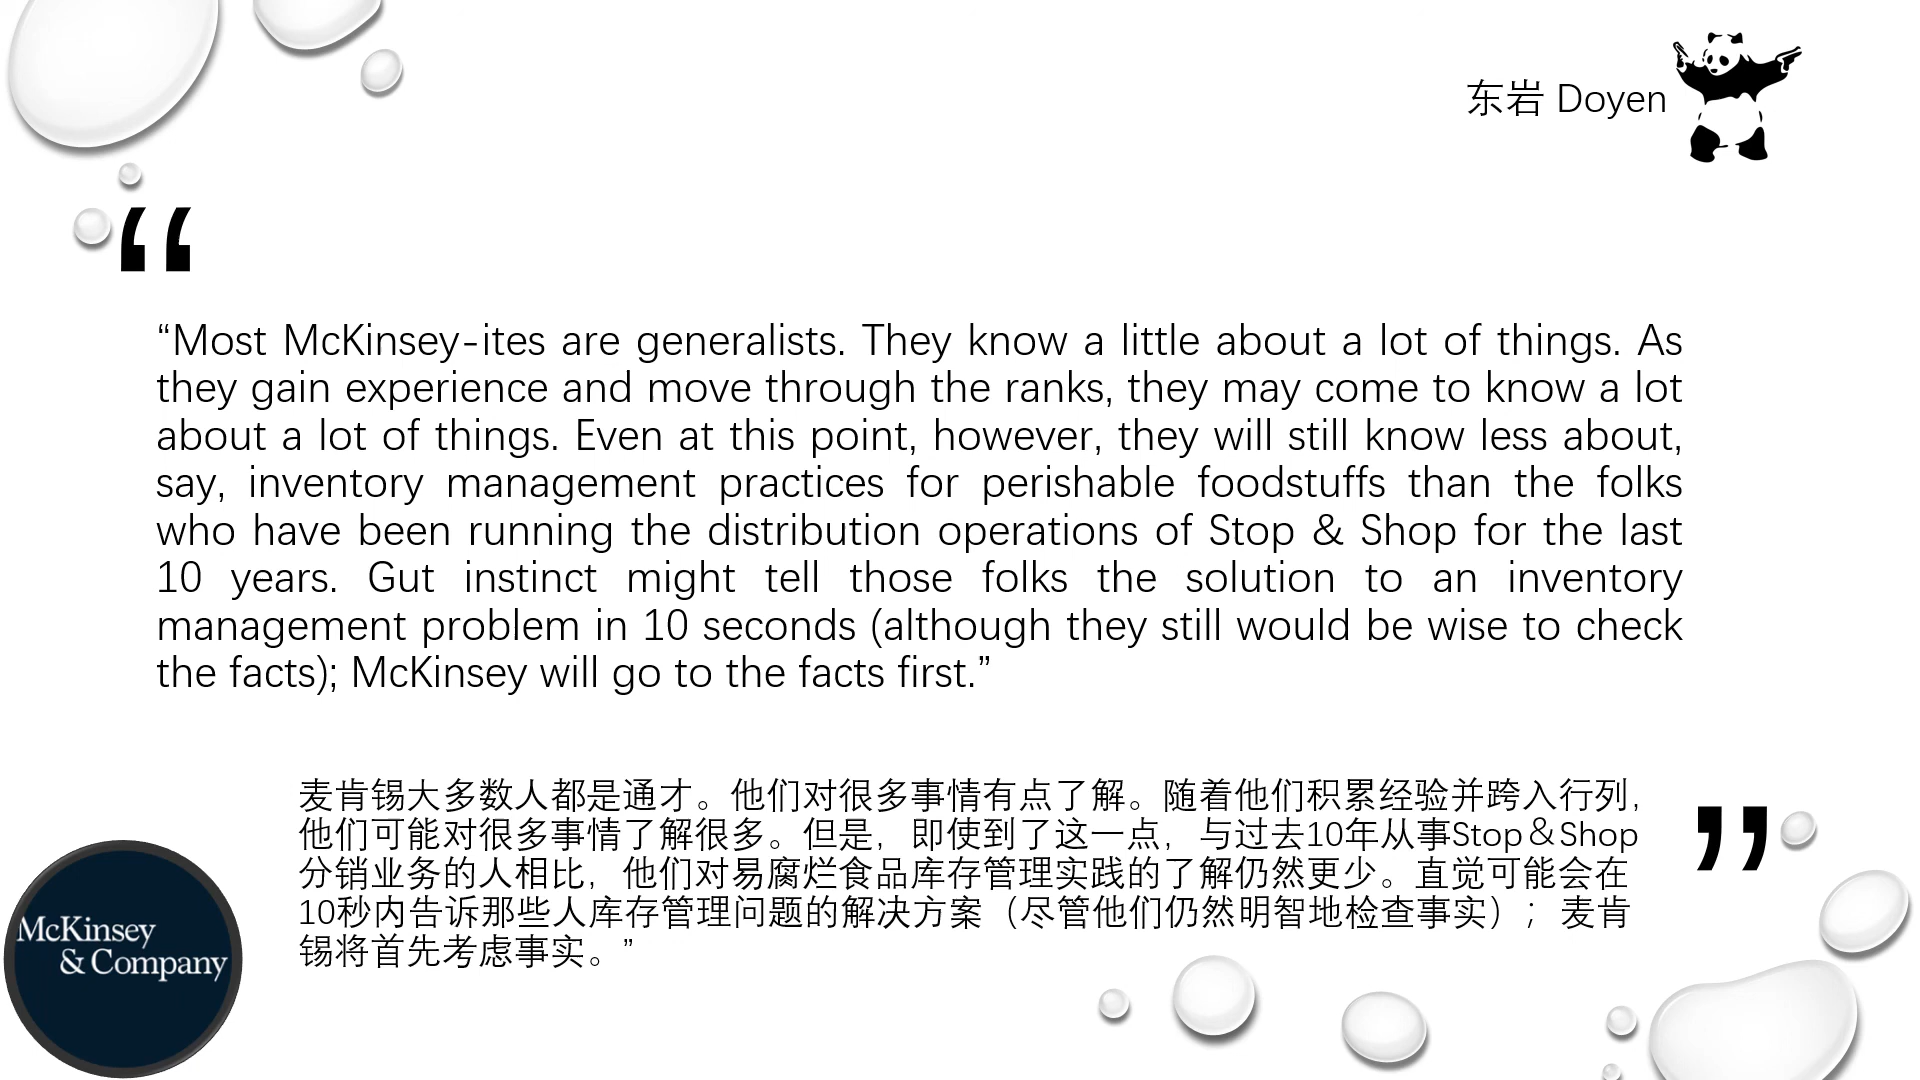 东岩 Doyen
“
“Most McKinsey-ites are generalists. They know a little about a lot of things. As
they gain experience and move through the ranks, they may come to know a lot
about a lot of things. Even at this point, however, they will still know less about,
say, inventory management practices for perishable foodstuffs than the folks
who have been running the distribution operations of Stop & Shop for the last
10 years. Gut instinct might tell those folks the solution to an inventory
management problem in 10 seconds (although they still would be wise to check
the facts); McKinsey will go to the facts first.”
麦肯锡大多数人都是通才。他们对很多事情有点了解。随着他们积累经验并跨入行列，
他们可能对很多事情了解很多。但是，即使到了这一点，与过去10年从事Stop＆Shop
分销业务的人相比，他们对易腐烂食品库存管理实践的了解仍然更少。直觉可能会在
10秒内告诉那些人库存管理问题的解决方案（尽管他们仍然明智地检查事实）；麦肯
锡将首先考虑事实。”
”
McKinsey
& Company